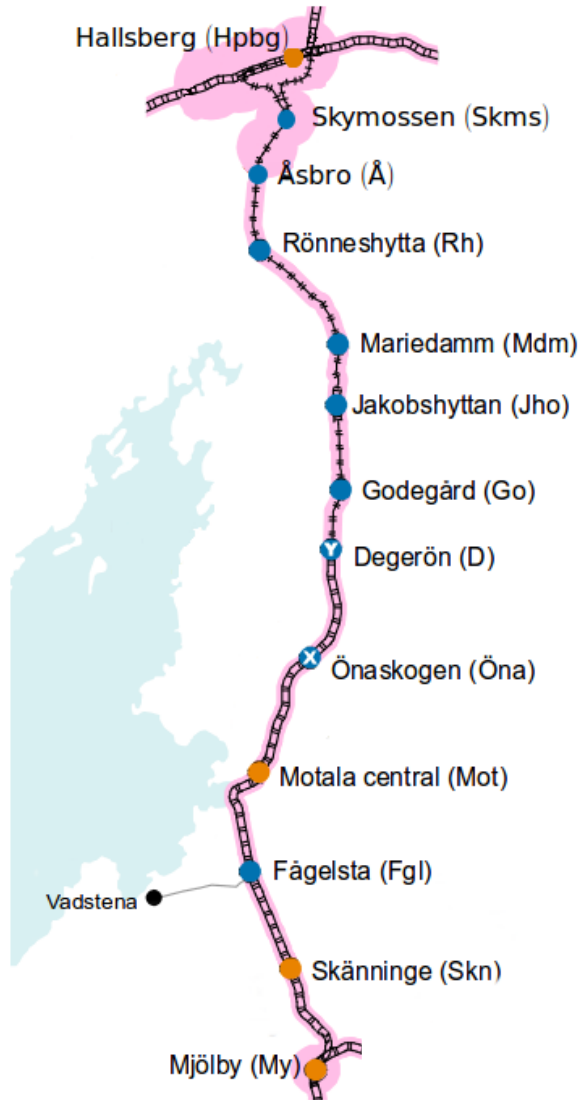 Hallsberg (Hpbg)
Skymossen (Skms)
Åsbro (Å)
Rönneshytta (Rh)
Mariedamm (Mdm)
Jakobshyttan (Jho)
Godegård (Go)
Y
Degerön (D)
X
Önaskogen (Öna)
Motala central (Mot)
Fågelsta (Fgl)
Vadstena
Skänninge (Skn)
Mjölby (My)